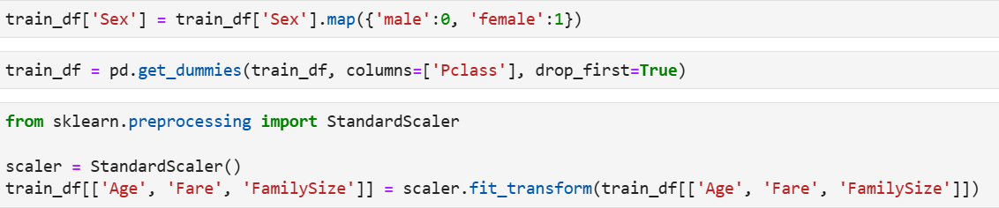 train_df['Sex'] = train_df['Sex'].map({'male':0, 'female':1})
train_df = pd.get_dummies(train_df, columns=['Pclass'], drop_first=True)
from sklearn.preprocessing import StandardScaler
scaler = StandardScaler()
train_df[['Age', 'Fare', 'FamilySize']] = scaler.fit_transform(train_df[['Age', 'Fare', 'FamilySize']])